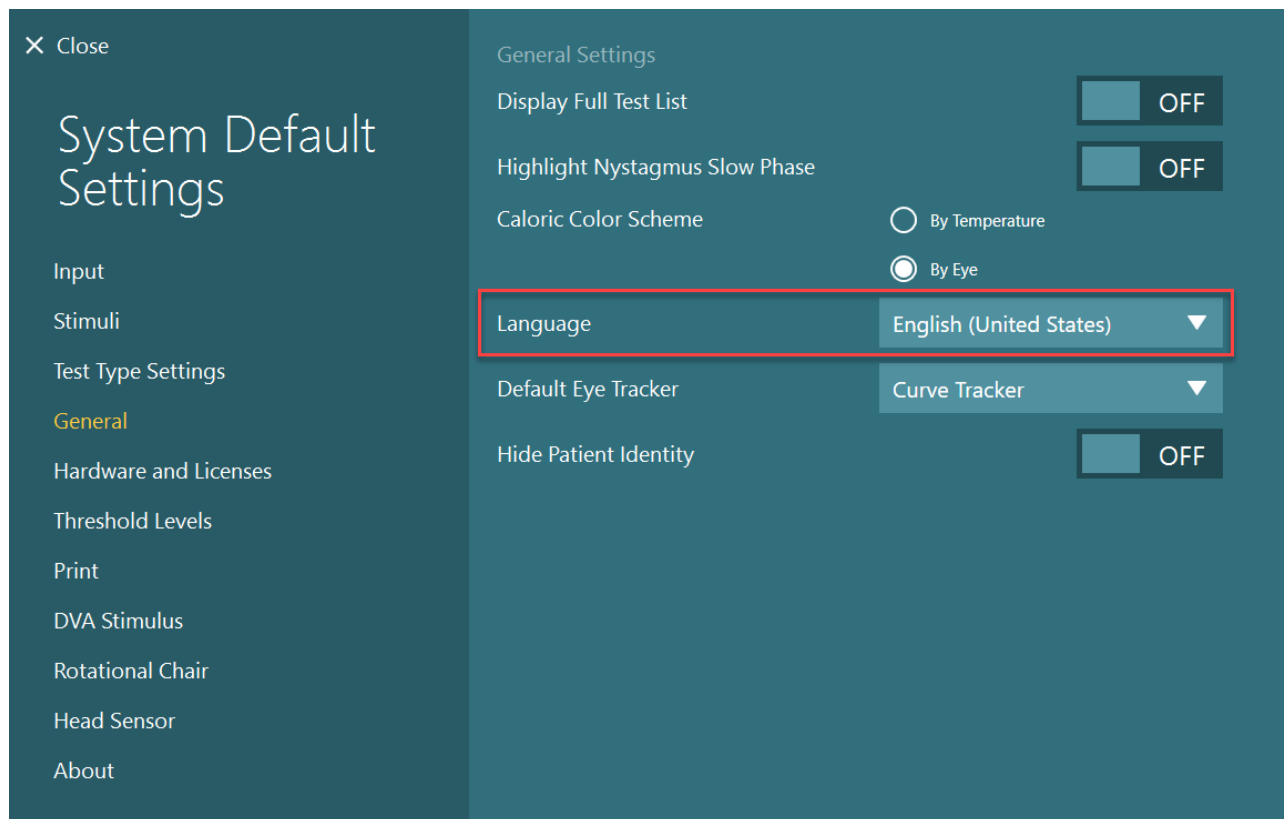 Close
System Default
Settings
Input
Stimuli
Test Type Settings
General
Hardware and Licenses
Threshold Levels
Print
DVA Stimulus
Rotational Chair
Head Sensor
About
General Settings
Display Full Test List OFF
Highlight Nystagmus Slow Phase OFF
Caloric Color Scheme By Temperature
By Eye
Language English (United States)
Default Eye Tracker Curve Tracker
Hide Patient Identity OFF